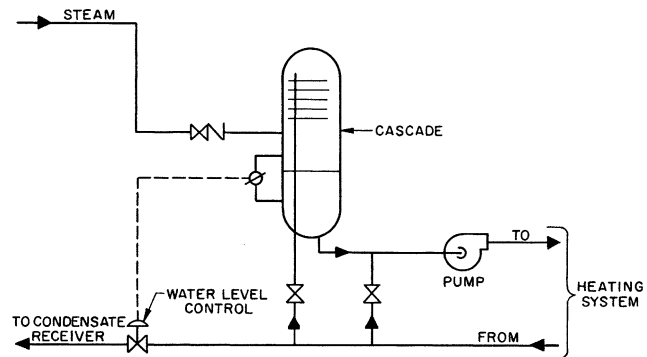 STEAM
CASCADE
TO
PUMP
HEATING
SYSTEM
WATER LEVEL
CONTROL
TO CONDENSATE
RECEIVER
FROM